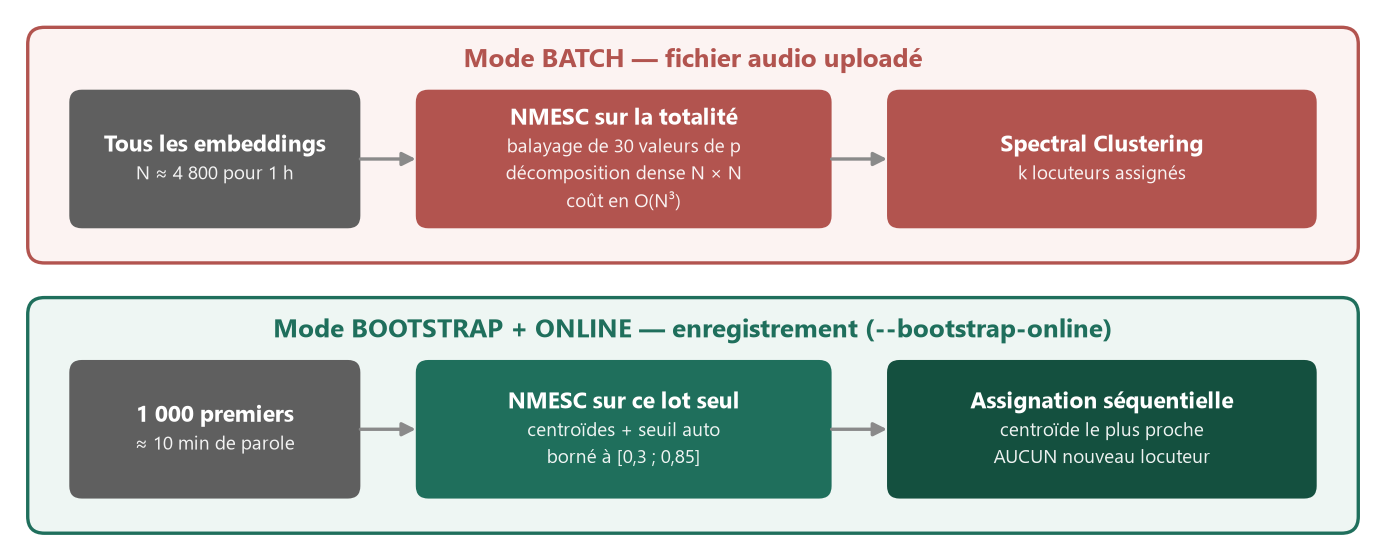 Mode BATCH — fichier audio uploadé
Tous les embeddings
N ≈ 4 800 pour 1 h
NMESC sur la totalité
balayage de 30 valeurs de p
décomposition dense N × N
coût en O(N³)
Spectral Clustering
k locuteurs assignés
Mode BOOTSTRAP + ONLINE — enregistrement (--bootstrap-online)
1 000 premiers
≈ 10 min de parole
NMESC sur ce lot seul
centroïdes + seuil auto
borné à [0,3 ; 0,85]
Assignation séquentielle
centroïde le plus proche
AUCUN nouveau locuteur